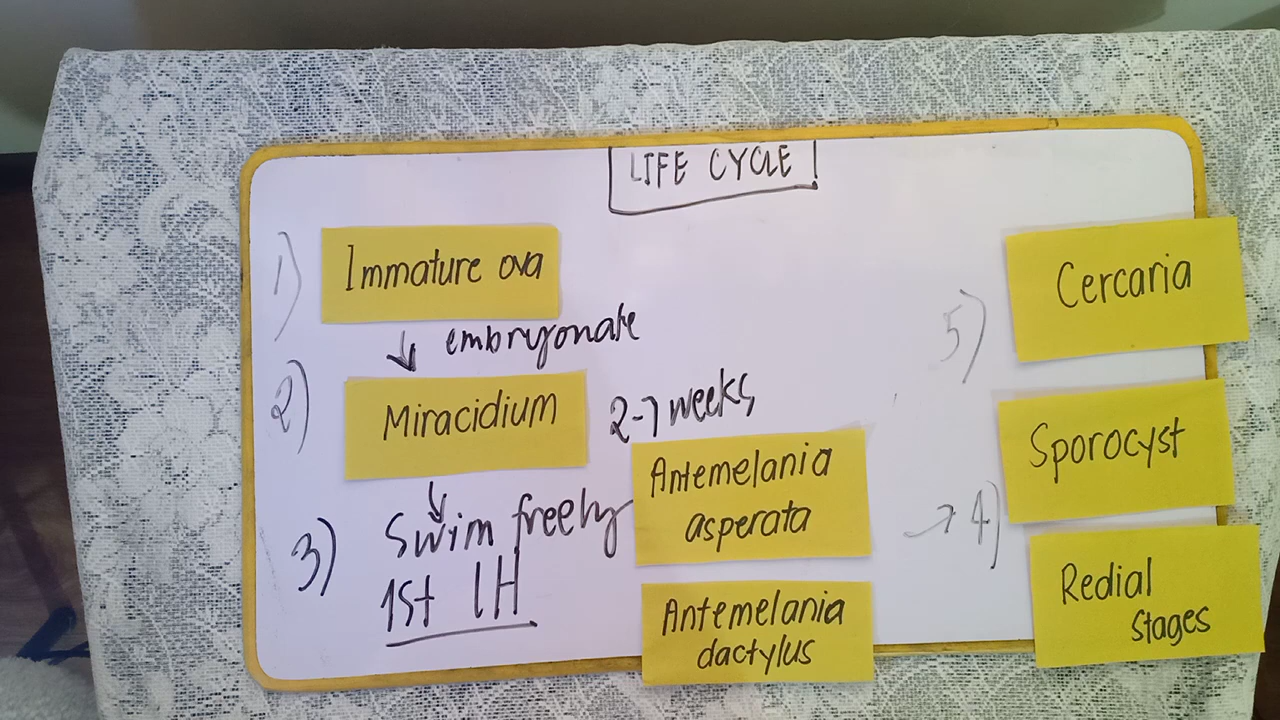 LIFE CYCLE!
1) Immature ova
embryonate
2) Miracidium
2-7 weeks
3) Swim freely
1st IH
Antemelania
asperata
Antemelania
dactylus
5) Cercaria
Sporocyst
4)
Redial
stages